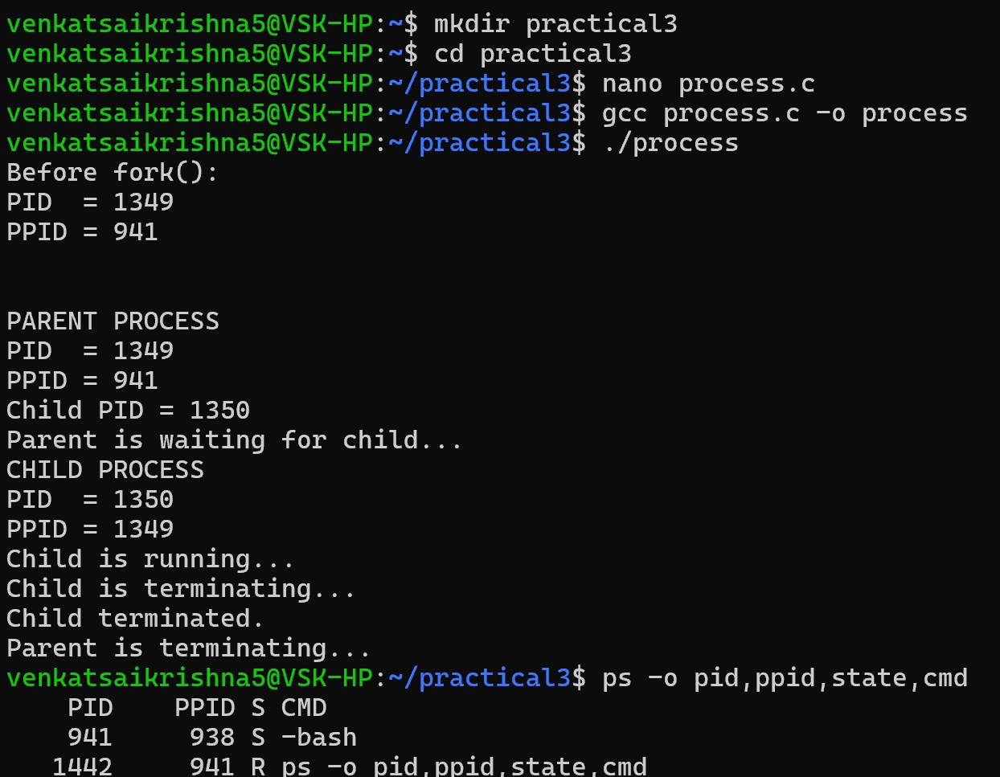 venkatsaikrishna5@VSK-HP:~$ mkdir practical3
venkatsaikrishna5@VSK-HP:~$ cd practical3
venkatsaikrishna5@VSK-HP:~/practical3$ nano process.c
venkatsaikrishna5@VSK-HP:~/practical3$ gcc process.c -o process
venkatsaikrishna5@VSK-HP:~/practical3$ ./process
Before fork():
PID  = 1349
PPID = 941
PARENT PROCESS
PID  = 1349
PPID = 941
Child PID = 1350
Parent is waiting for child...
CHILD PROCESS
PID  = 1350
PPID = 1349
Child is running...
Child is terminating...
Child terminated.
Parent is terminating...
venkatsaikrishna5@VSK-HP:~/practical3$ ps -o pid,ppid,state,cmd
    PID    PPID S CMD
    941     938 S -bash
   1442     941 R ps -o pid,ppid,state,cmd